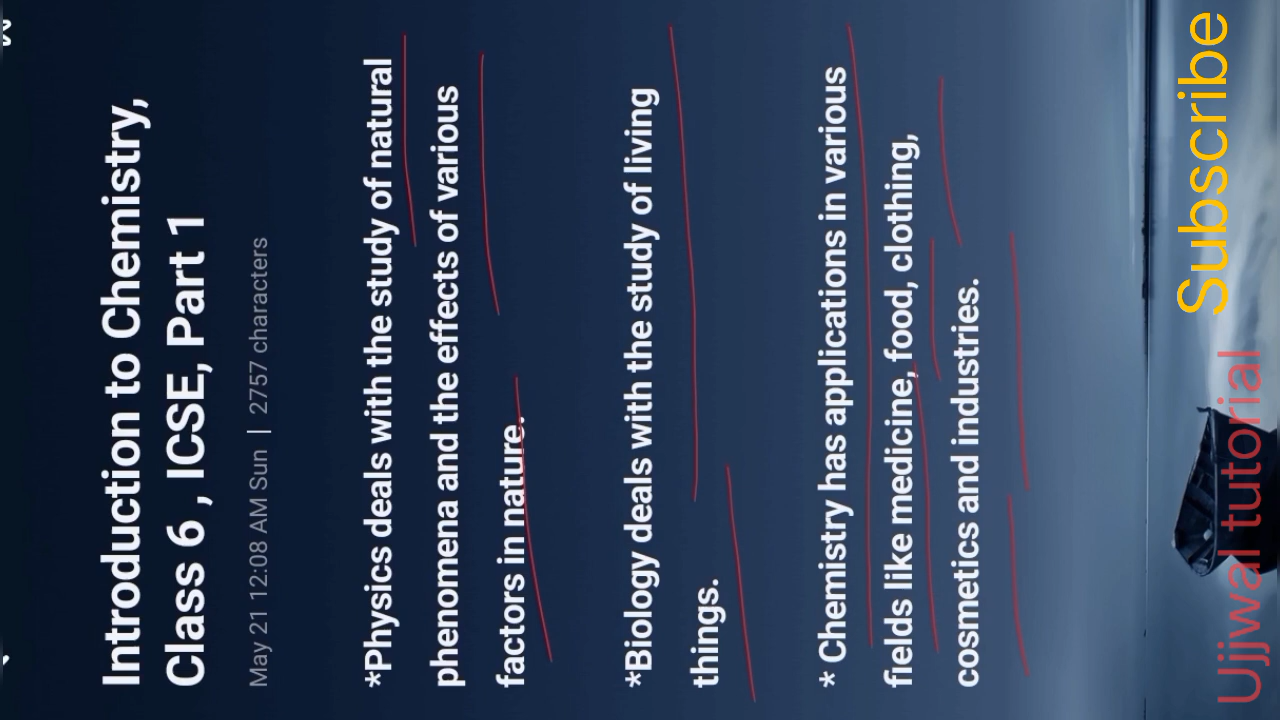 Introduction to Chemistry,
Class 6 , ICSE, Part 1
May 21 12:08 AM Sun | 2757 characters
*Physics deals with the study of natural
phenomena and the effects of various
factors in nature.
*Biology deals with the study of living
things.
* Chemistry has applications in various
fields like medicine, food, clothing,
cosmetics and industries.
Ujjwal tutorial
Subscribe